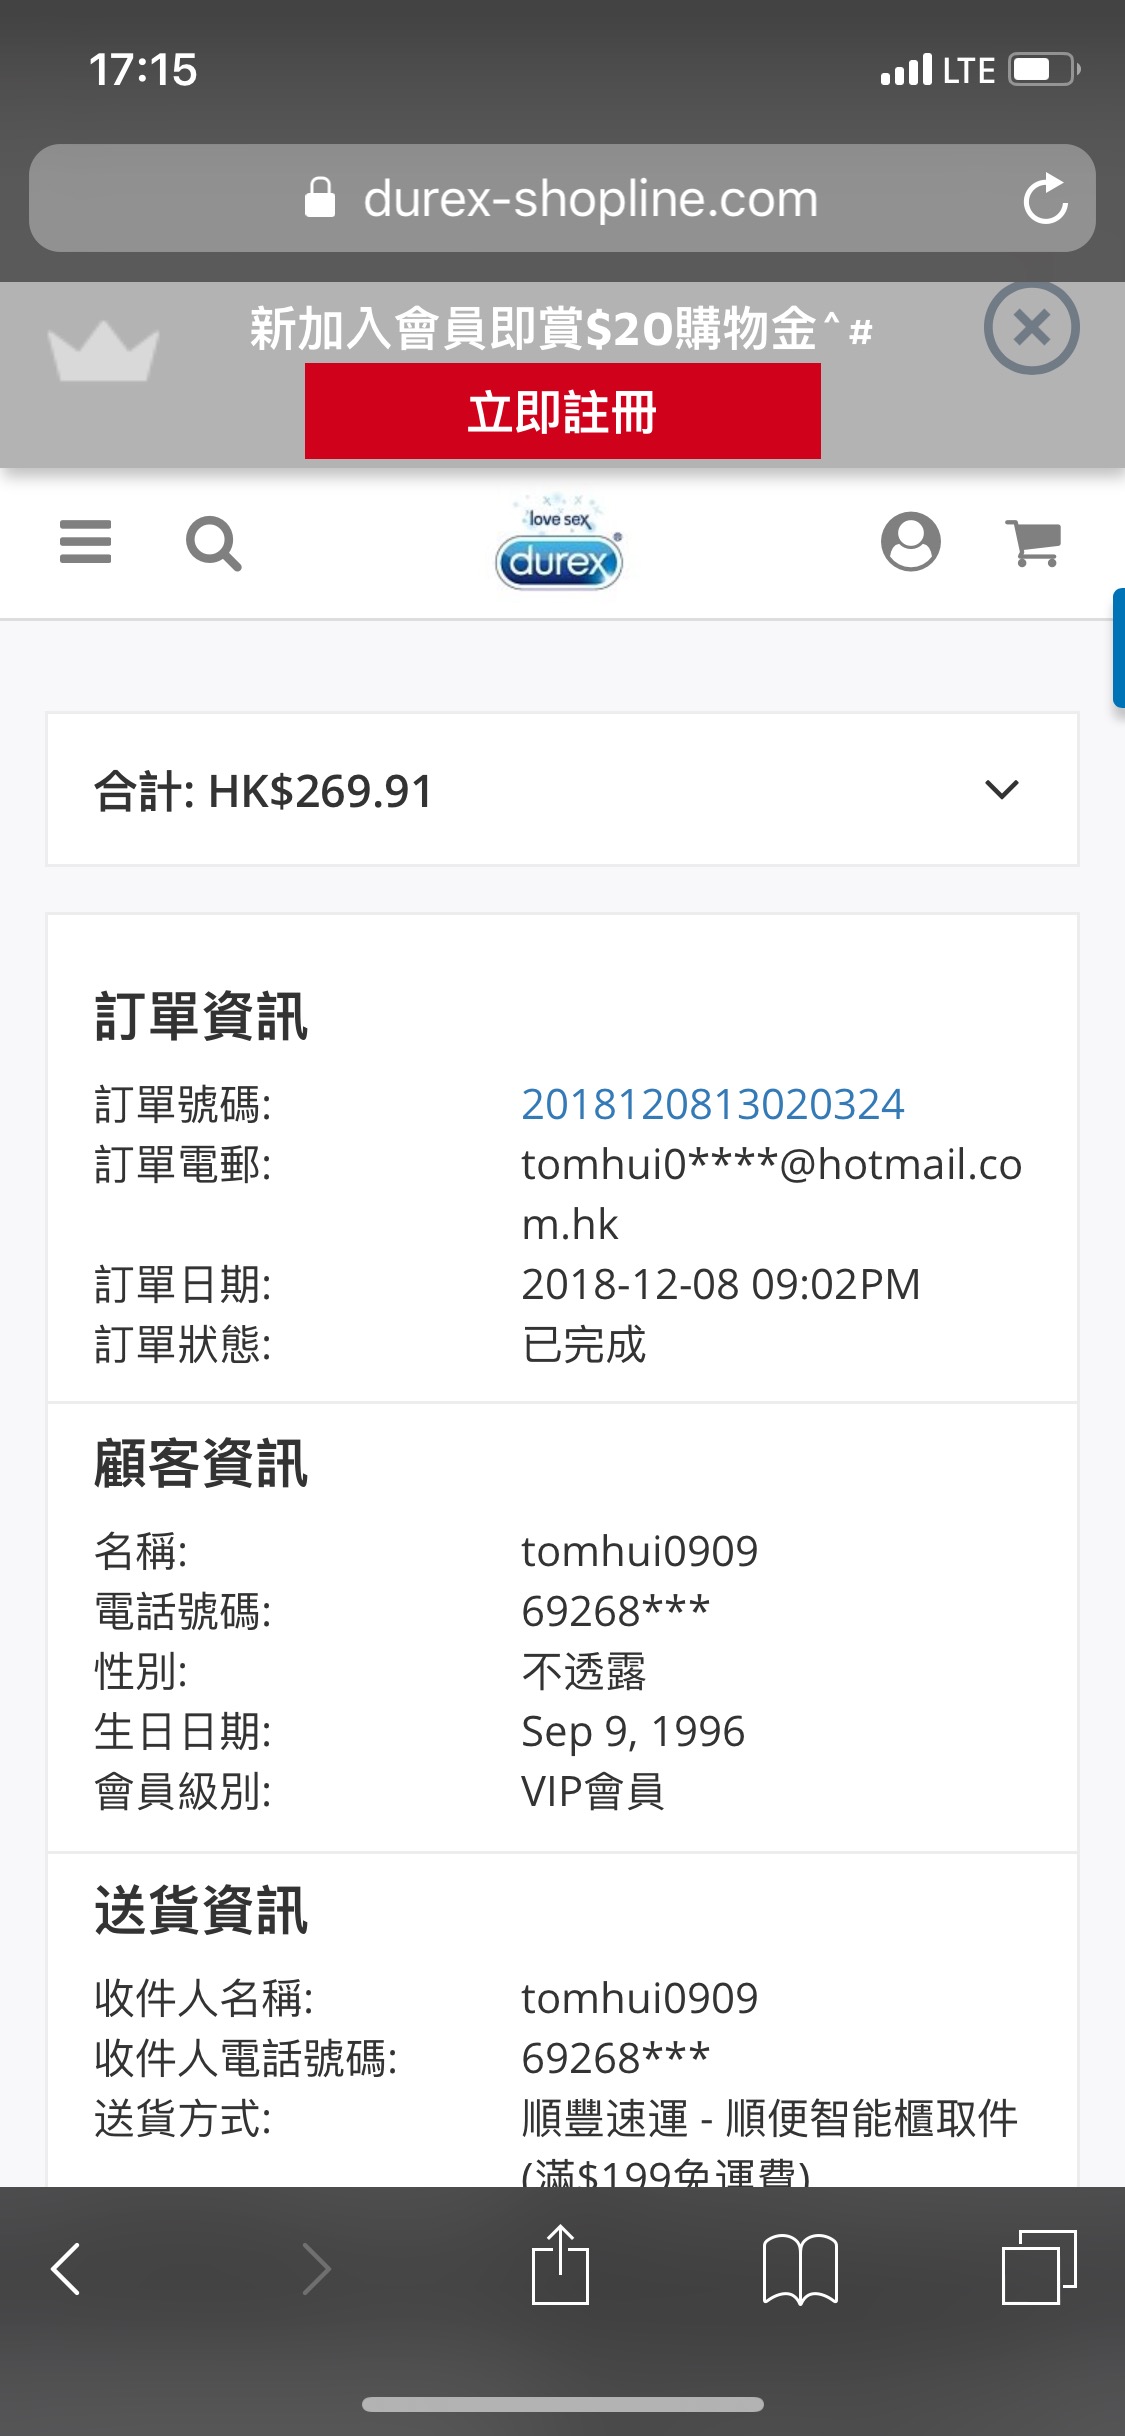 17:15
LTE
durex-shopline.com
新加入會員即賞$20購物金^#
立即註冊
love sex
durex®
合計: HK$269.91
訂單資訊
訂單號碼: 2018120813020324
訂單電郵: tomhui0****@hotmail.co
m.hk
訂單日期: 2018-12-08 09:02PM
訂單狀態: 已完成
顧客資訊
名稱: tomhui0909
電話號碼: 69268***
性別: 不透露
生日日期: Sep 9, 1996
會員級別: VIP會員
送貨資訊
收件人名稱: tomhui0909
收件人電話號碼: 69268***
送貨方式: 順豐速運 - 順便智能櫃取件
(滿$199免運費)